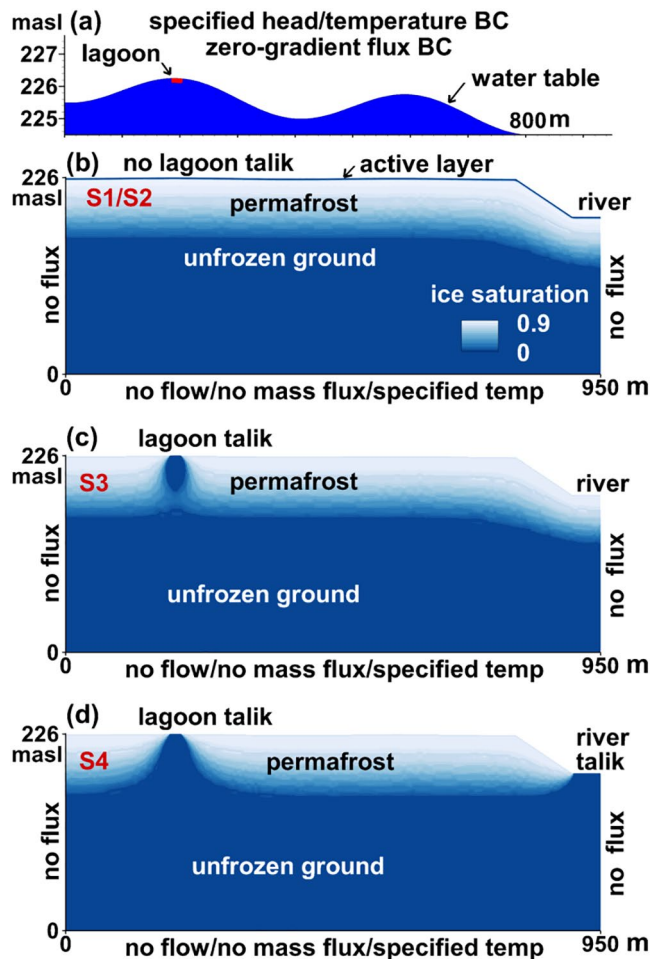 (a) specified head/temperature BC
zero-gradient flux BC
masl
227
226
225
lagoon
water table
800m
(b) no lagoon talik active layer
226
masl
S1/S2
permafrost
river
unfrozen ground
ice saturation
0.9
0
no flux
no flux
0
0
950 m
no flow/no mass flux/specified temp
(c)
lagoon talik
226
masl
S3
permafrost
river
unfrozen ground
no flux
no flux
0
0
950 m
no flow/no mass flux/specified temp
(d) lagoon talik
226
masl
S4
permafrost
river
talik
unfrozen ground
no flux
no flux
0
0
950 m
no flow/no mass flux/specified temp